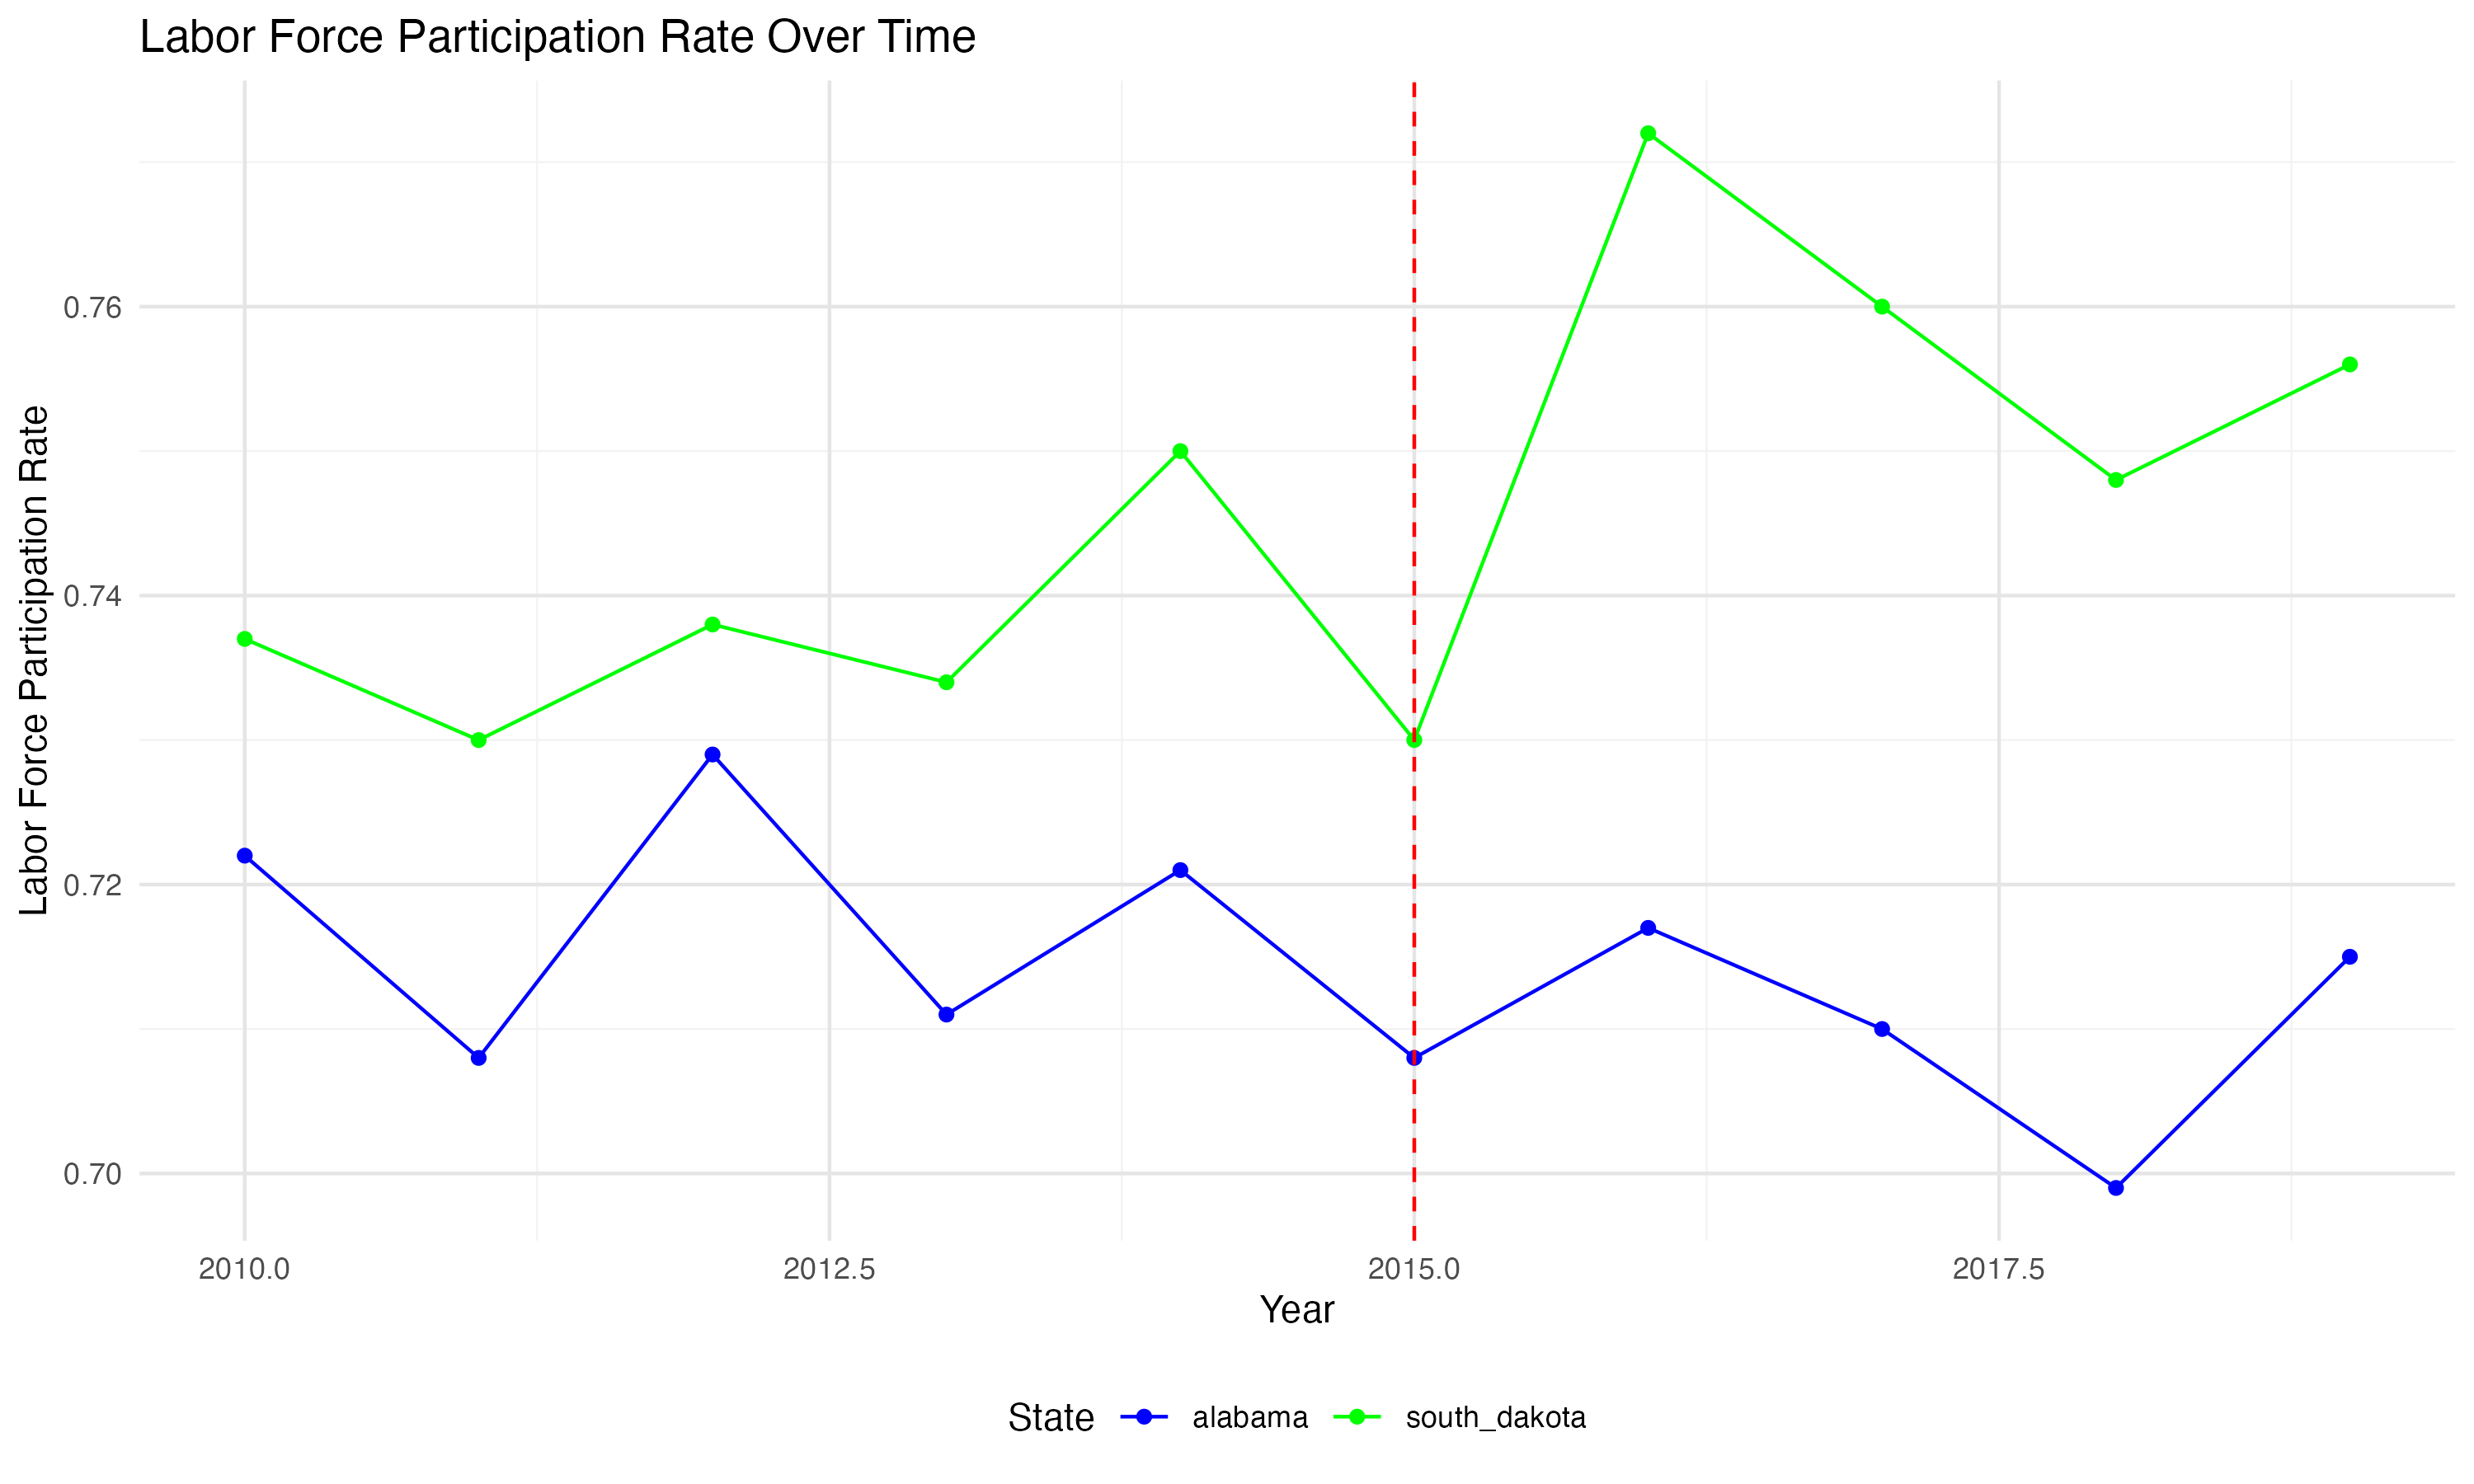 Labor Force Participation Rate Over Time
Labor Force Participation Rate
0.76
0.74
0.72
0.70
2010.0 2012.5 2015.0 2017.5
Year
State alabama south_dakota